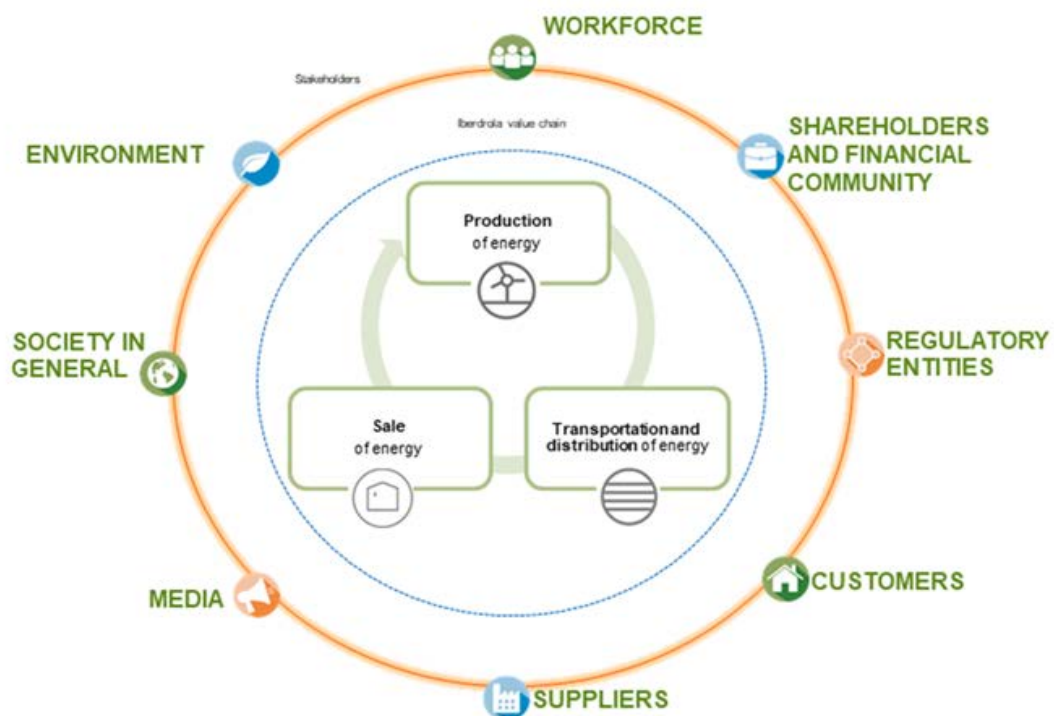 WORKFORCE
Stakeholders
Iberdrola value chain
SHAREHOLDERS
AND FINANCIAL
COMMUNITY
ENVIRONMENT
Production
of energy
SOCIETY IN
GENERAL
REGULATORY
ENTITIES
Sale
of energy
Transportation and
distribution of energy
MEDIA
CUSTOMERS
SUPPLIERS